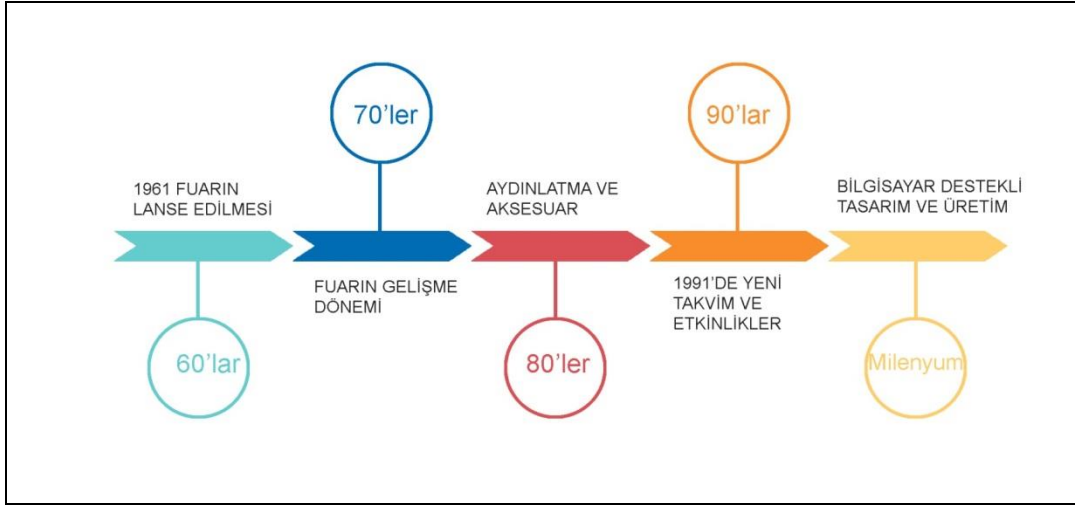 60'lar
1961 FUARIN
LANSE EDİLMESİ
70'ler
FUARIN GELİŞME
DÖNEMİ
80'ler
AYDINLATMA VE
AKSESUAR
90'lar
1991'DE YENİ
TAKVİM VE
ETKİNLİKLER
Milenyum
BİLGİSAYAR DESTEKLİ
TASARIM VE ÜRETİM